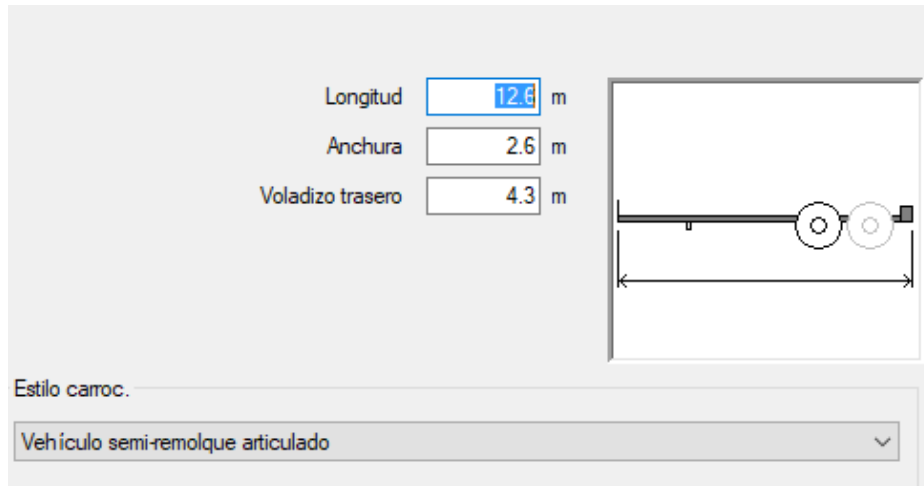 Longitud 12.6 m
Anchura 2.6 m
Voladizo trasero 4.3 m
Estilo carroc.
Vehículo semi-remolque articulado